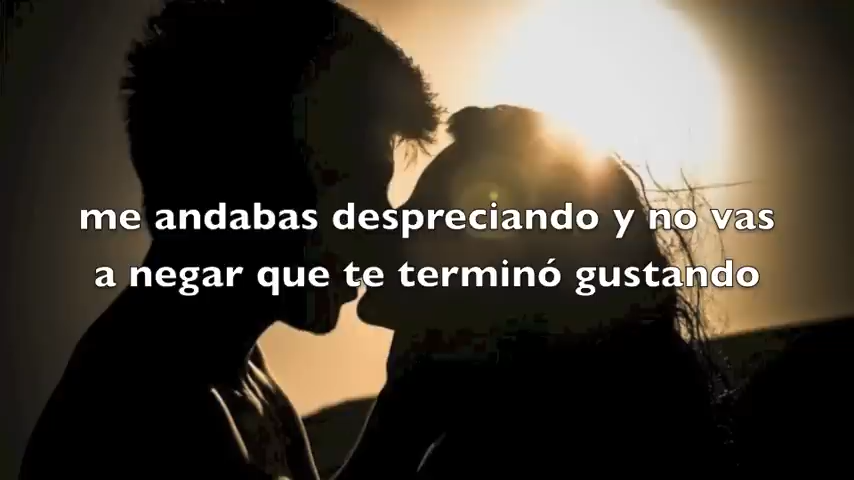 me andabas despreciando y no vas
a negar que te terminó gustando